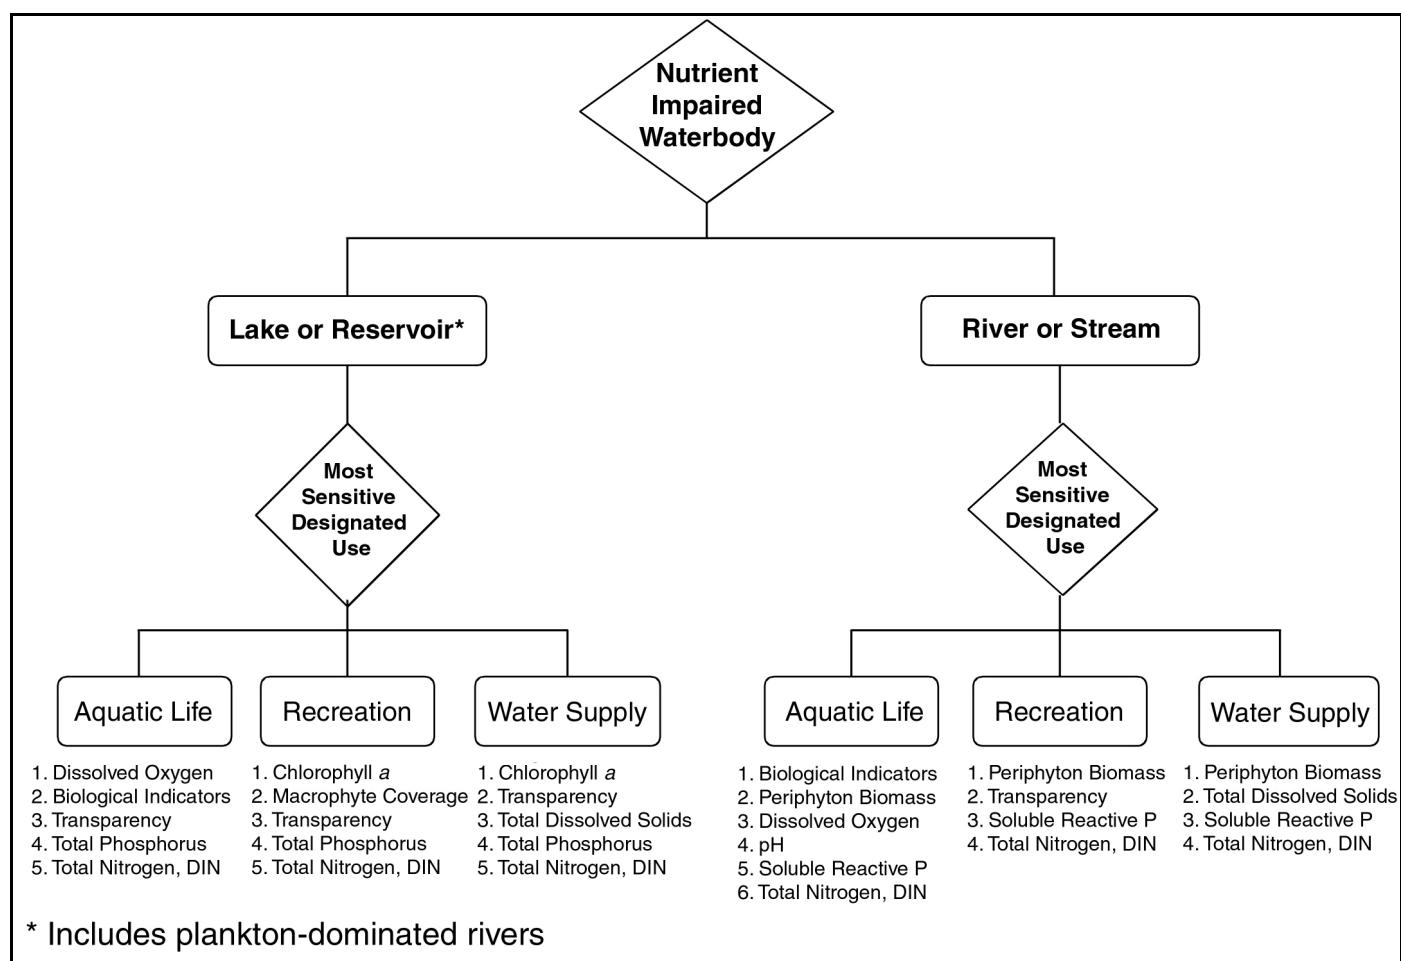 Nutrient
Impaired
Waterbody
Lake or Reservoir*
River or Stream
Most
Sensitive
Designated
Use
Most
Sensitive
Designated
Use
Aquatic Life
Recreation
Water Supply
Aquatic Life
Recreation
Water Supply
1. Dissolved Oxygen
2. Biological Indicators
3. Transparency
4. Total Phosphorus
5. Total Nitrogen, DIN
1. Chlorophyll a
2. Macrophyte Coverage
3. Transparency
4. Total Phosphorus
5. Total Nitrogen, DIN
1. Chlorophyll a
2. Transparency
3. Total Dissolved Solids
4. Total Phosphorus
5. Total Nitrogen, DIN
1. Biological Indicators
2. Periphyton Biomass
3. Dissolved Oxygen
4. pH
5. Soluble Reactive P
6. Total Nitrogen, DIN
1. Periphyton Biomass
2. Transparency
3. Soluble Reactive P
4. Total Nitrogen, DIN
1. Periphyton Biomass
2. Total Dissolved Solids
3. Soluble Reactive P
4. Total Nitrogen, DIN
* Includes plankton-dominated rivers